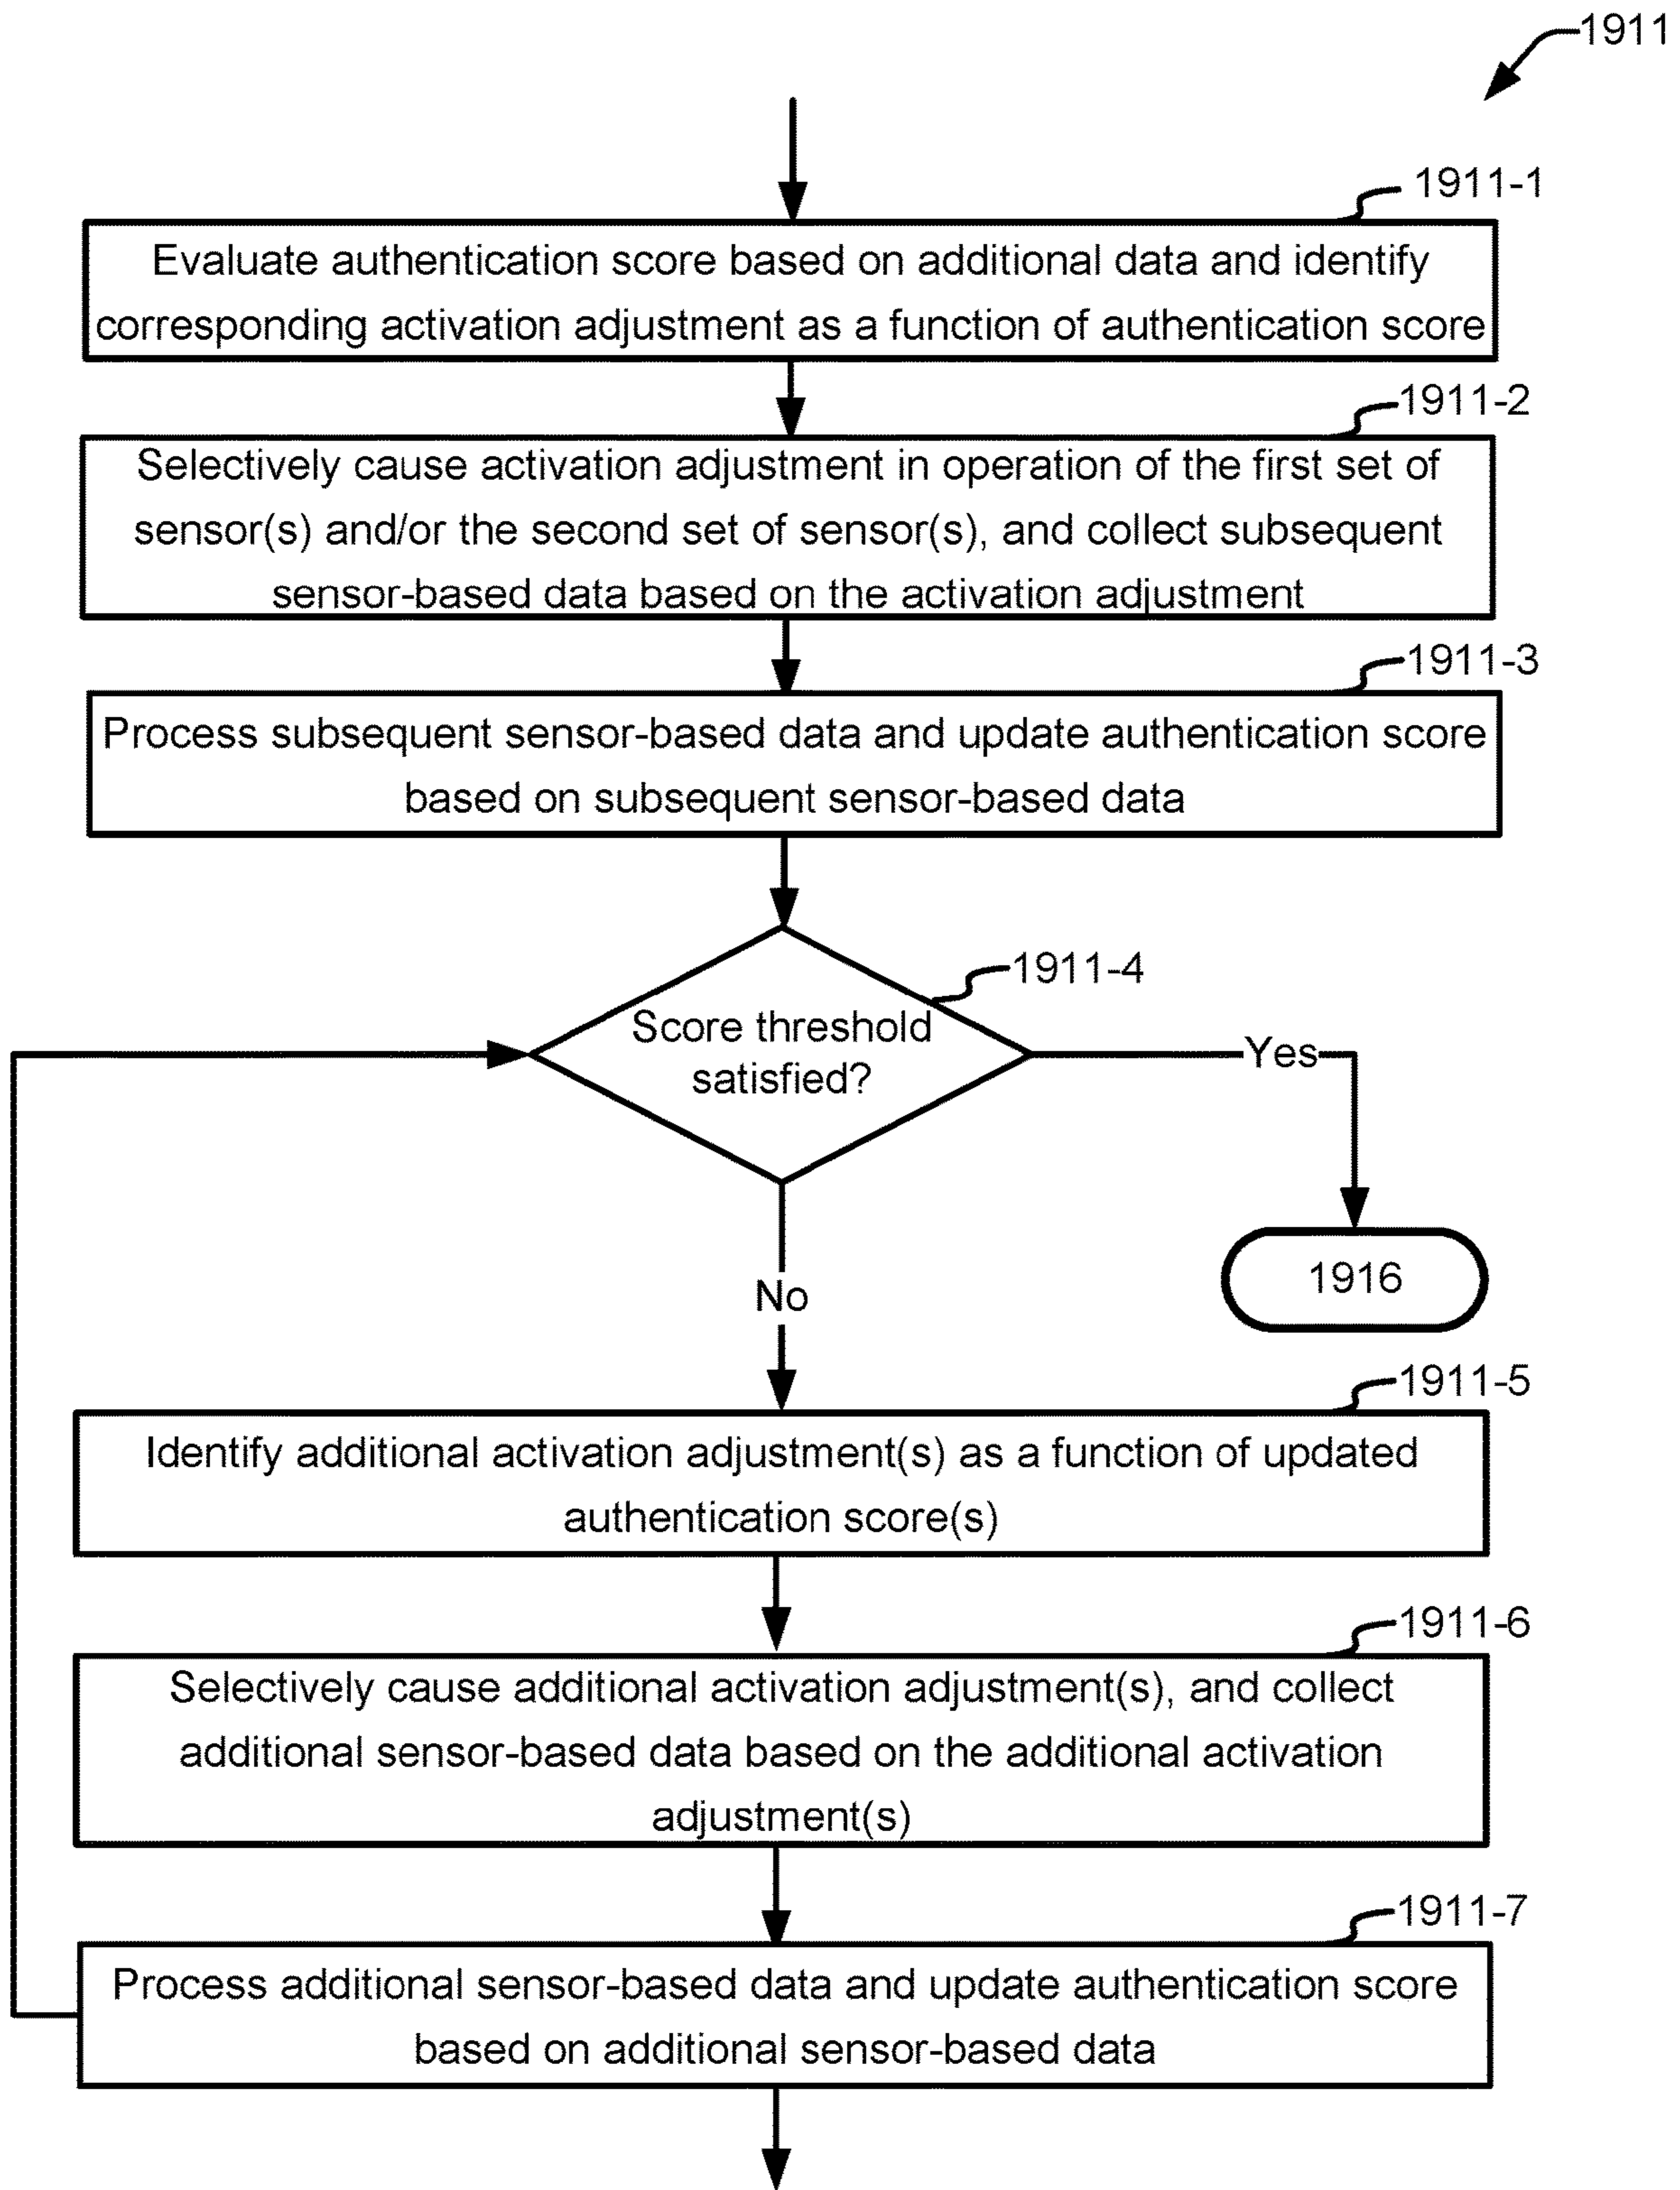 1911
1911-1
Evaluate authentication score based on additional data and identify
corresponding activation adjustment as a function of authentication score
1911-2
Selectively cause activation adjustment in operation of the first set of
sensor(s) and/or the second set of sensor(s), and collect subsequent
sensor-based data based on the activation adjustment
1911-3
Process subsequent sensor-based data and update authentication score
based on subsequent sensor-based data
1911-4
Score threshold
satisfied?
Yes
1916
No
1911-5
Identify additional activation adjustment(s) as a function of updated
authentication score(s)
1911-6
Selectively cause additional activation adjustment(s), and collect
additional sensor-based data based on the additional activation
adjustment(s)
1911-7
Process additional sensor-based data and update authentication score
based on additional sensor-based data